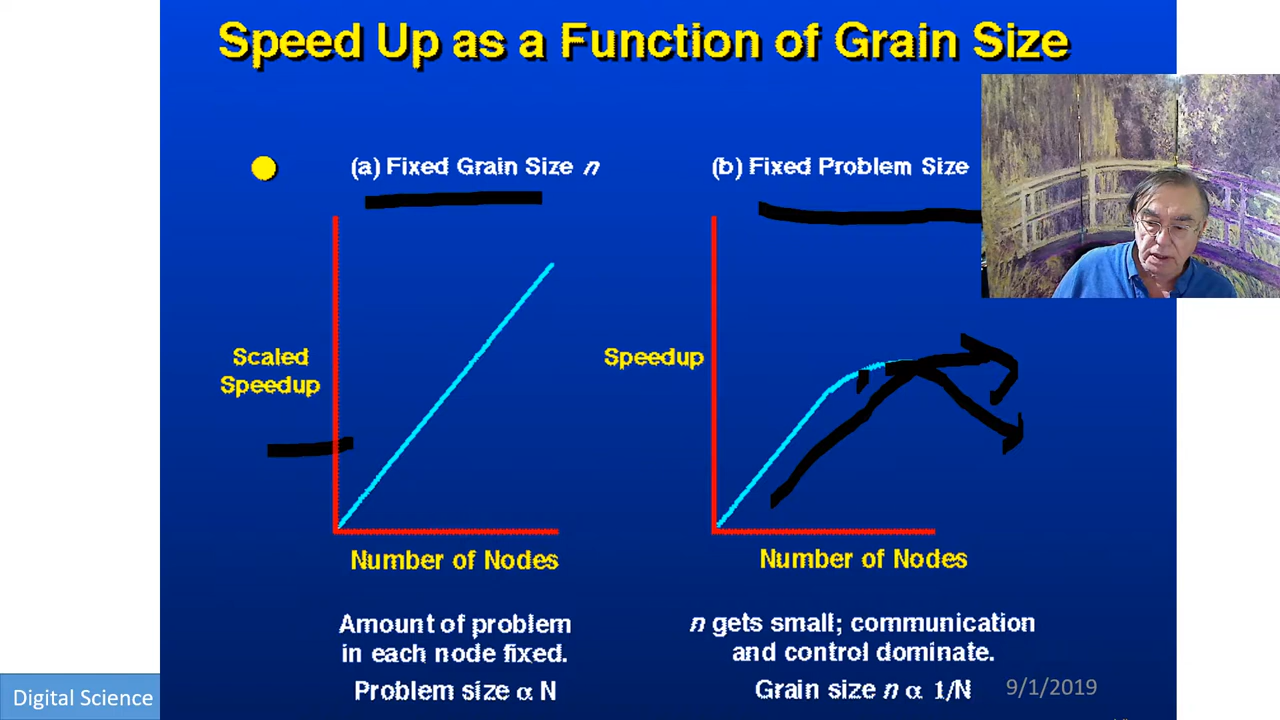 Speed Up as a Function of Grain Size
(a) Fixed Grain Size n
(b) Fixed Problem Size
Scaled
Speedup
Speedup
Number of Nodes
Number of Nodes
Amount of problem
in each node fixed.
Problem size α N
n gets small; communication
and control dominate.
Grain size n α 1/N
9/1/2019
Digital Science